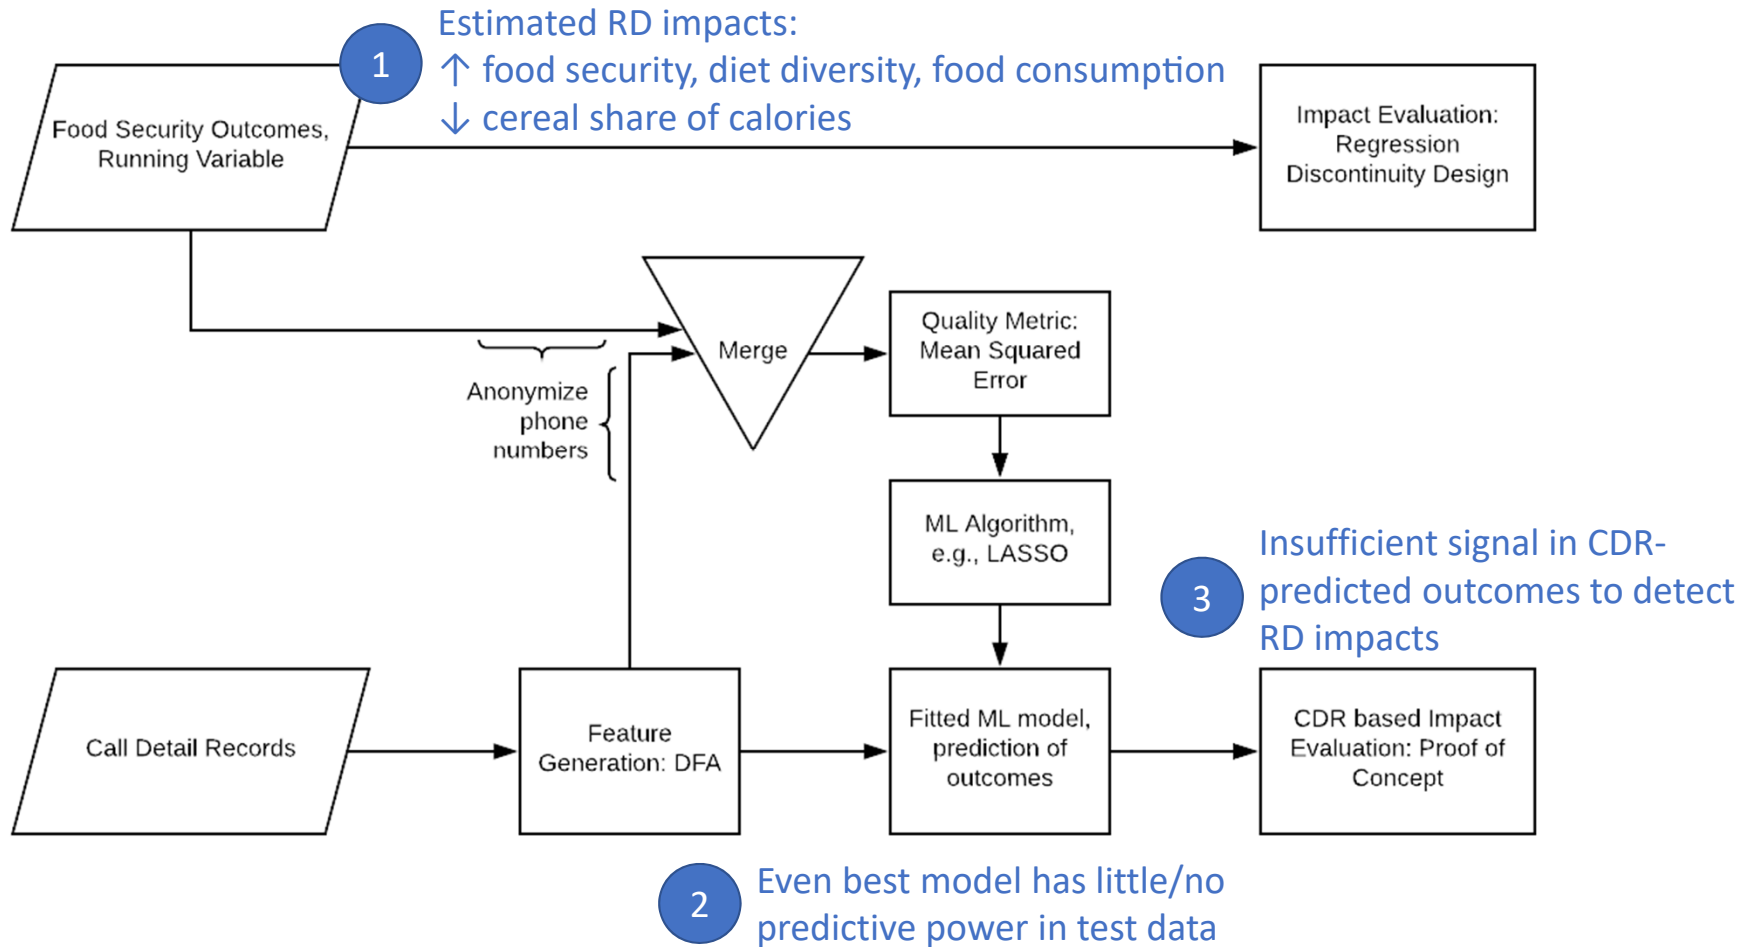 1
Estimated RD impacts:
↑ food security, diet diversity, food consumption
↓ cereal share of calories
Food Security Outcomes,
Running Variable
Impact Evaluation:
Regression
Discontinuity Design
Merge
Quality Metric:
Mean Squared
Error
Anonymize
phone
numbers
ML Algorithm,
e.g., LASSO
3
Insufficient signal in CDR-
predicted outcomes to detect
RD impacts
Call Detail Records
Feature
Generation: DFA
Fitted ML model,
prediction of
outcomes
CDR based Impact
Evaluation: Proof of
Concept
2
Even best model has little/no
predictive power in test data